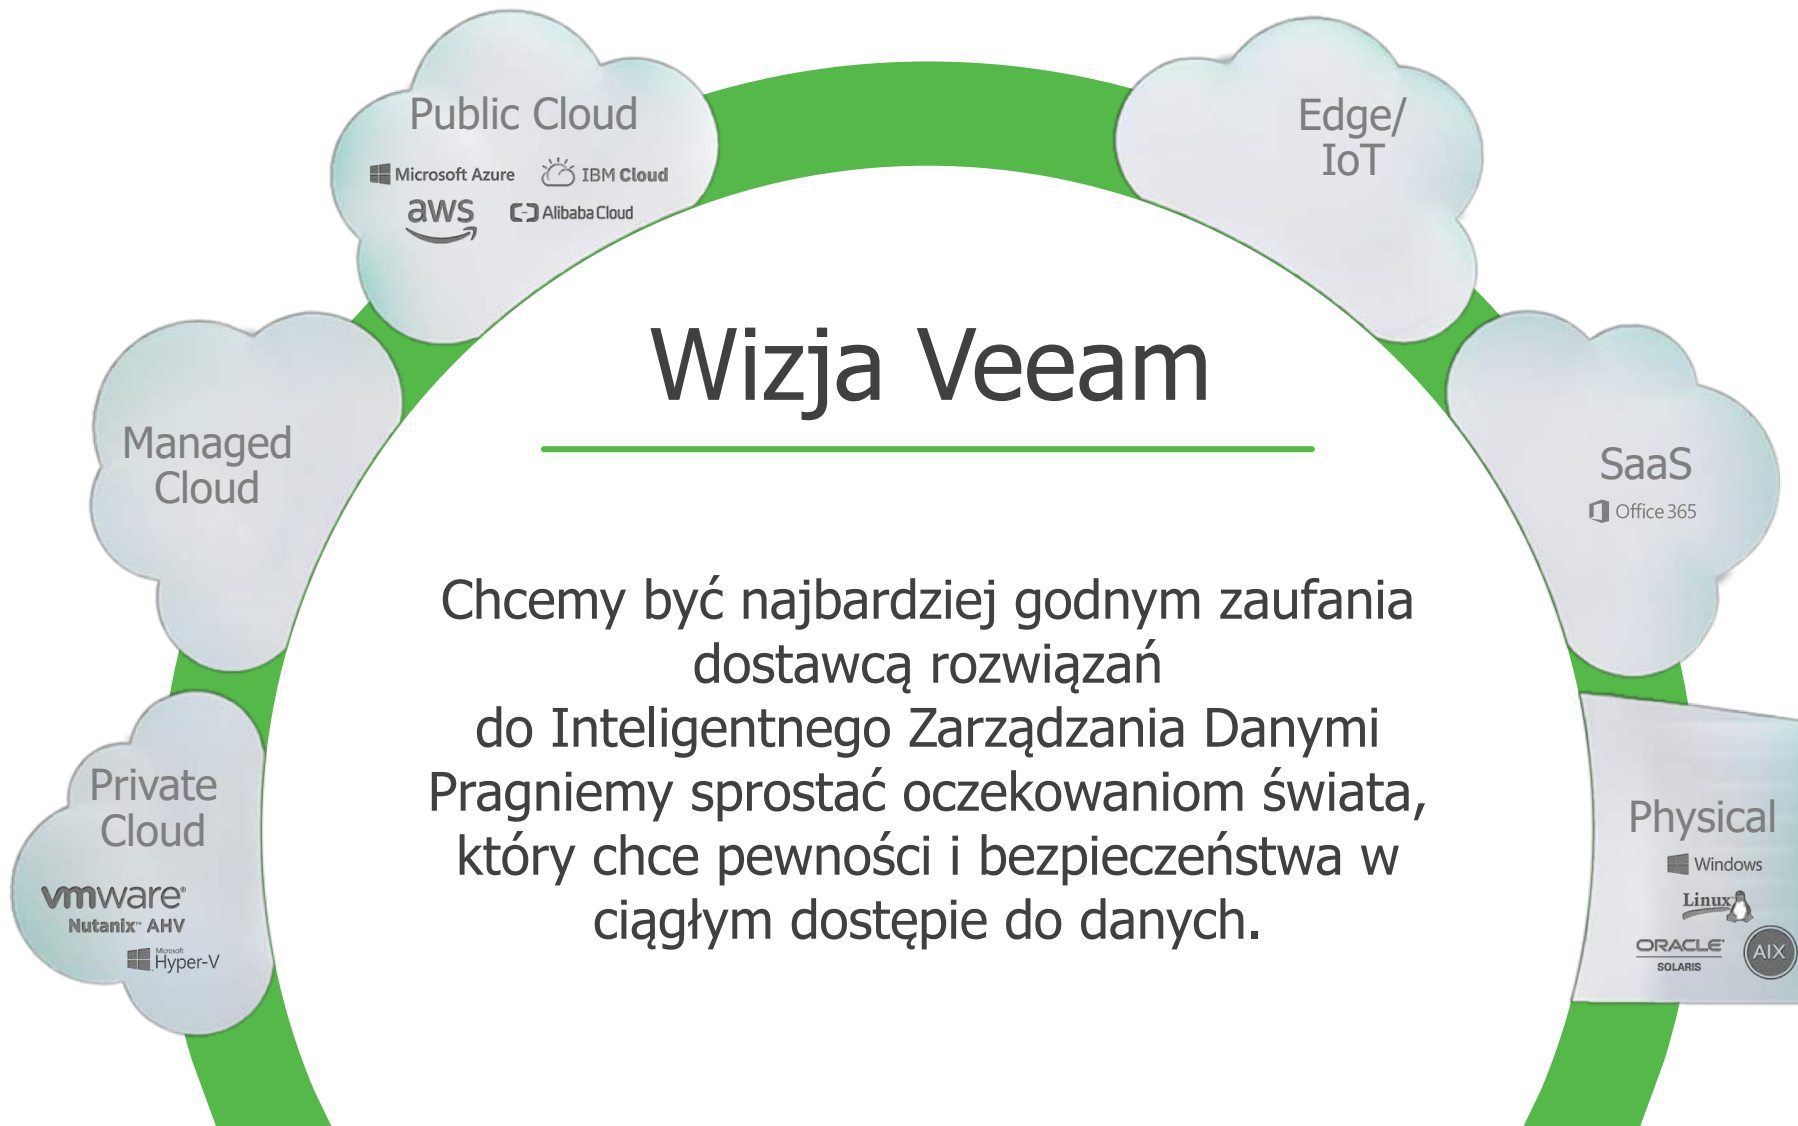 Public Cloud
Microsoft Azure
IBM Cloud
aws
Alibaba Cloud
Edge/
IoT
Managed
Cloud
SaaS
Office 365
Private
Cloud
vmware®
Nutanix™ AHV
Microsoft
Hyper-V
Physical
Windows
Linux
ORACLE®
SOLARIS
AIX
Wizja Veeam
Chcemy być najbardziej godnym zaufania
dostawcą rozwiązań
do Inteligentnego Zarządzania Danymi
Pragniemy sprostać oczekowaniom świata,
który chce pewności i bezpieczeństwa w
ciągłym dostępie do danych.